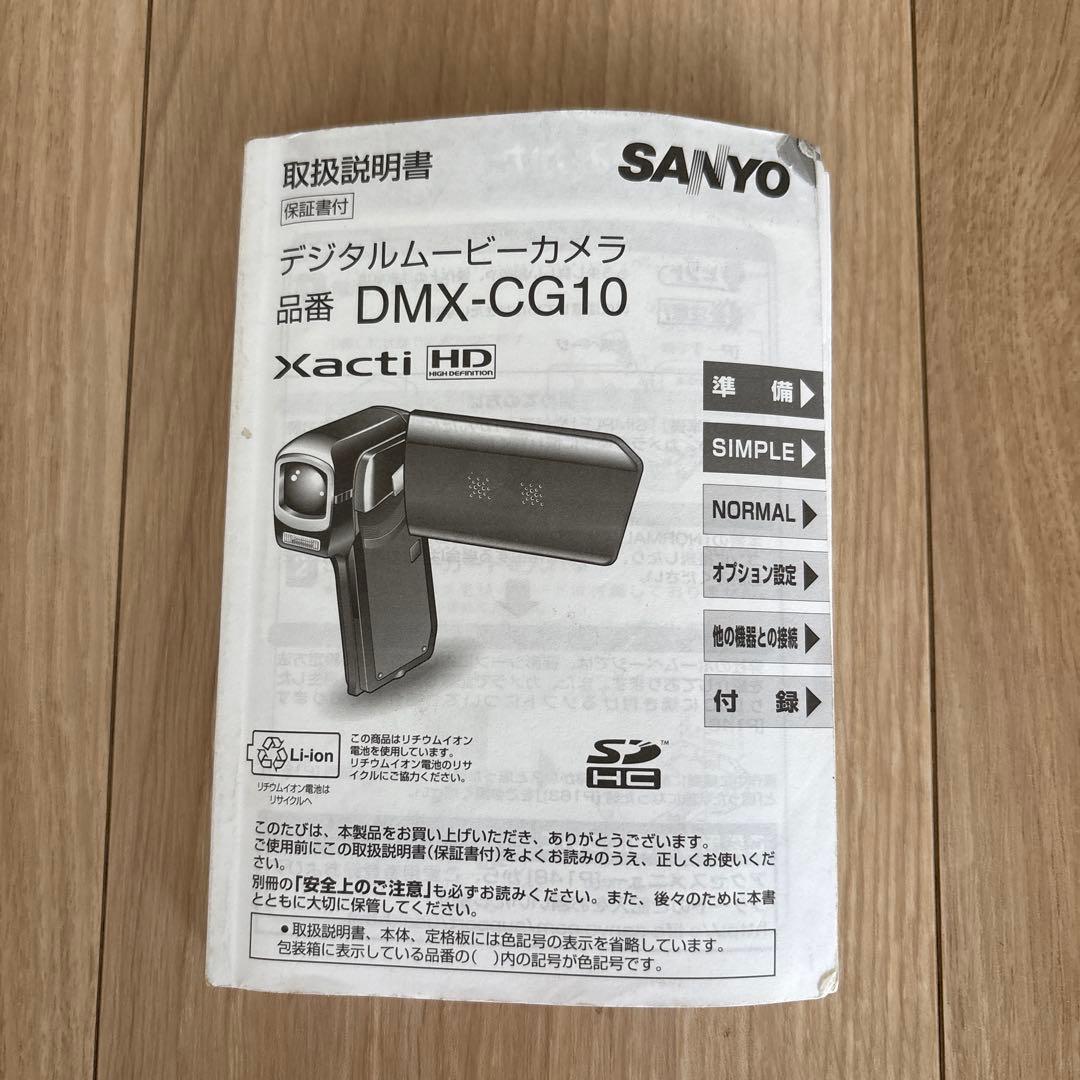 取扱説明書
SANYO
保証書付
デジタルムービーカメラ
品番 DMX-CG10
Xacti HD
HIGH DEFINITION
準 備
SIMPLE
NORMAL
オプション設定
他の機器との接続
付 録
Li-ion
リチウムイオン電池は
リサイクルへ
この商品はリチウムイオン
電池を使用しています。
リチウムイオン電池のリサ
イクルにご協力ください。
SD™
HC
このたびは、本製品をお買い上げいただき、ありがとうございます。
ご使用前にこの取扱説明書(保証書付)をよくお読みのうえ、正しくお使いくだ
さい。
別冊の「安全上のご注意」も必ずお読みください。また、後々のために本書
とともに大切に保管してください。
●取扱説明書、本体、定格板には色記号の表示を省略しています。
包装箱に表示している品番の( )内の記号が色記号です。